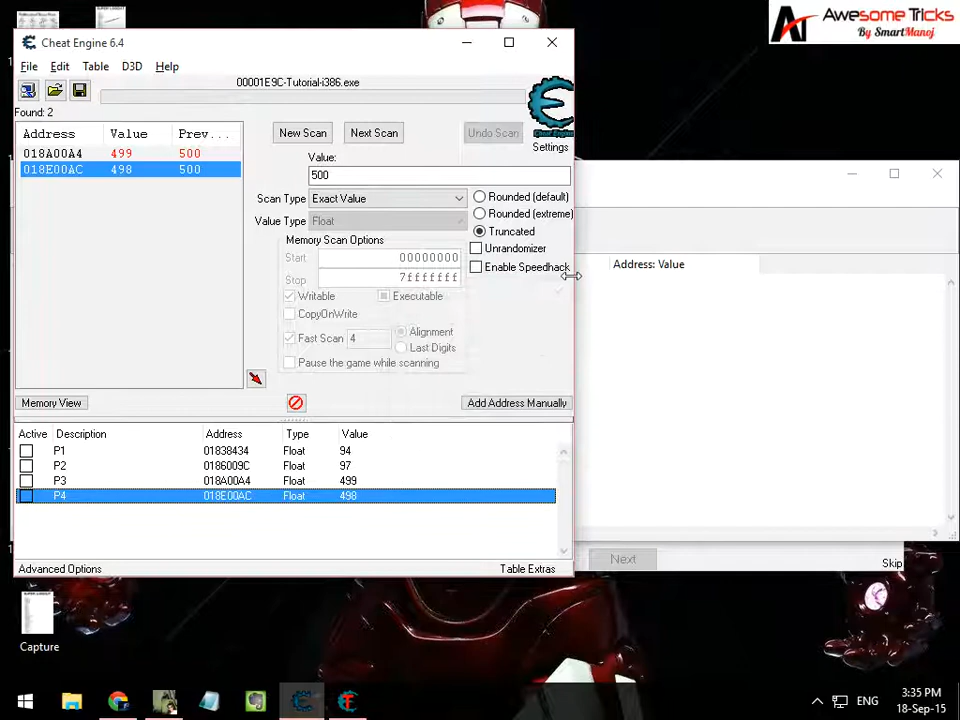 Awesome Tricks
By SmartManoj
Cheat Engine 6.4
File Edit Table D3D Help
00001E9C-Tutorial-i386.exe
Found: 2
Address Value Prev...
018A00A4 499 500
018E00AC 498 500
New Scan Next Scan Undo Scan
Cheat Engine
Settings
Value:
500
Scan Type Exact Value
Value Type Float
Rounded (default)
Rounded (extreme)
Truncated
Unrandomizer
Enable Speedhack
Memory Scan Options
Start 00000000
Stop 7fffffff
Writable Executable
CopyOnWrite
Fast Scan 4 Alignment
Last Digits
Pause the game while scanning
Memory View
Add Address Manually
Active Description Address Type Value
P1 01838434 Float 94
P2 0186009C Float 97
P3 018A00A4 Float 499
P4 018E00AC Float 498
Advanced Options Table Extras
Address: Value
Next
Skip
Capture
ENG
3:35 PM
18-Sep-15